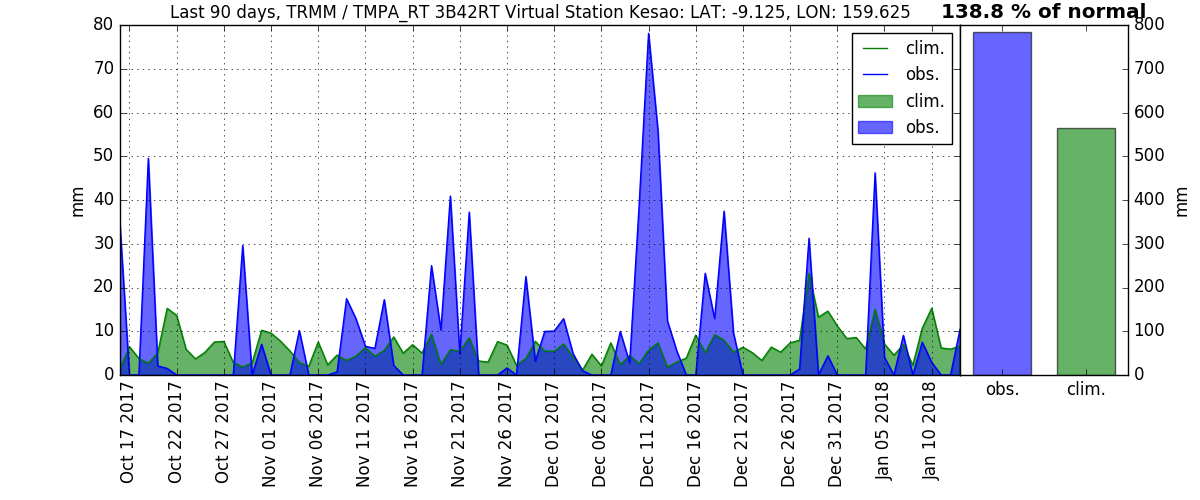 Last 90 days, TRMM / TMPA_RT 3B42RT Virtual Station Kesao: LAT: -9.125, LON: 159.625
138.8 % of normal
80
70
60
50
40
30
20
10
0
mm
clim.
obs.
clim.
obs.
800
700
600
500
400
300
200
100
0
mm
Oct 17 2017
Oct 22 2017
Oct 27 2017
Nov 01 2017
Nov 06 2017
Nov 11 2017
Nov 16 2017
Nov 21 2017
Nov 26 2017
Dec 01 2017
Dec 06 2017
Dec 11 2017
Dec 16 2017
Dec 21 2017
Dec 26 2017
Dec 31 2017
Jan 05 2018
Jan 10 2018
obs.
clim.